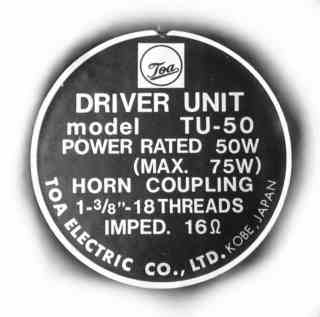 Toa
DRIVER UNIT
model TU-50
POWER RATED 50W
(MAX. 75W)
HORN COUPLING
1-3/8"-18 THREADS
IMPED. 16Ω
TOA ELECTRIC CO., LTD. KOBE, JAPAN